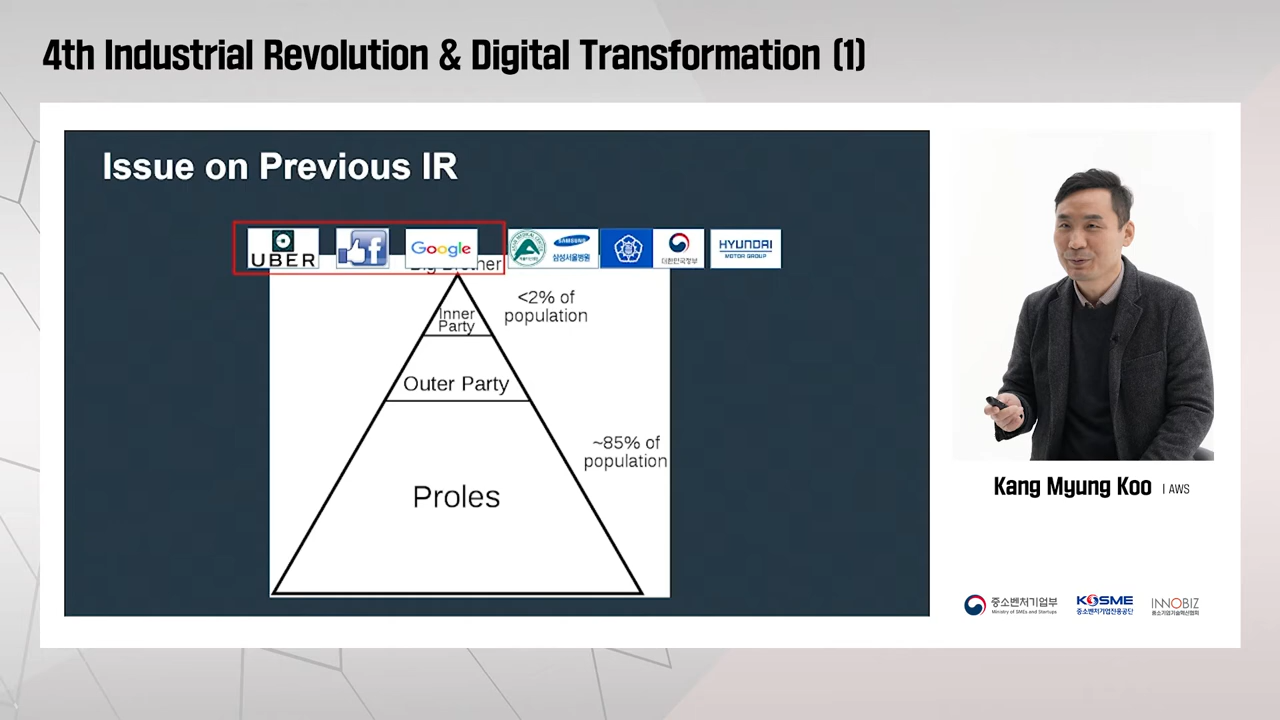 4th Industrial Revolution & Digital Transformation (1)
Issue on Previous IR
UBER
f
Google
SAMSUNG
삼성서울병원
대한민국정부
HYUNDAI
MOTOR GROUP
Big Brother
<2% of
population
Inner
Party
Outer Party
~85% of
population
Proles
Kang Myung Koo | AWS
중소벤처기업부
Ministry of SMEs and Startups
KOSME
중소벤처기업진흥공단
INNOBIZ
중소기업기술혁신협회